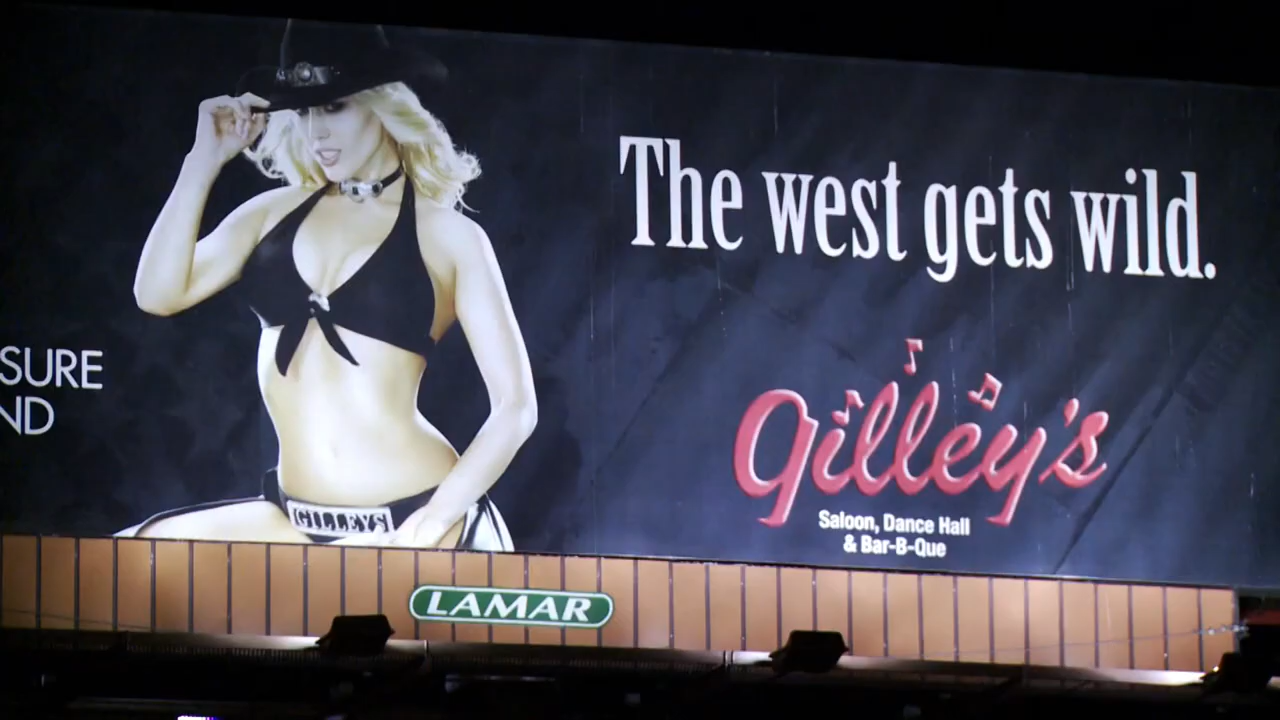 SURE
ND
The west gets wild.
gilley's
Saloon, Dance Hall
& Bar-B-Que
GILLEYS
LAMAR